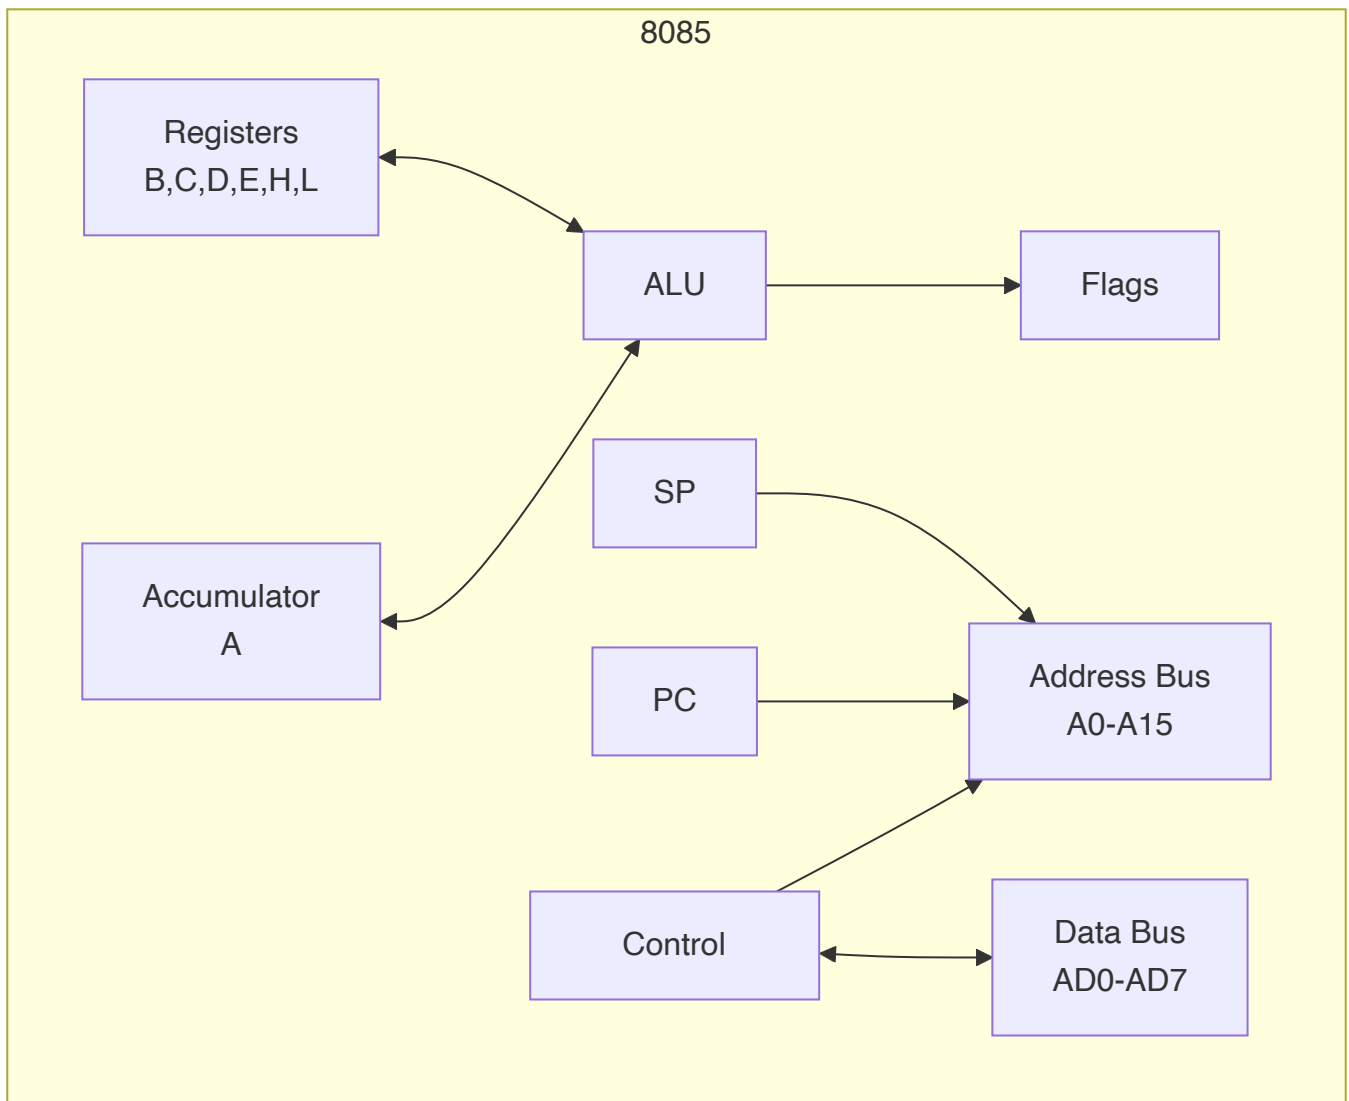 8085
Registers
B,C,D,E,H,L
ALU
Flags
SP
Accumulator
A
PC
Address Bus
A0-A15
Control
Data Bus
AD0-AD7